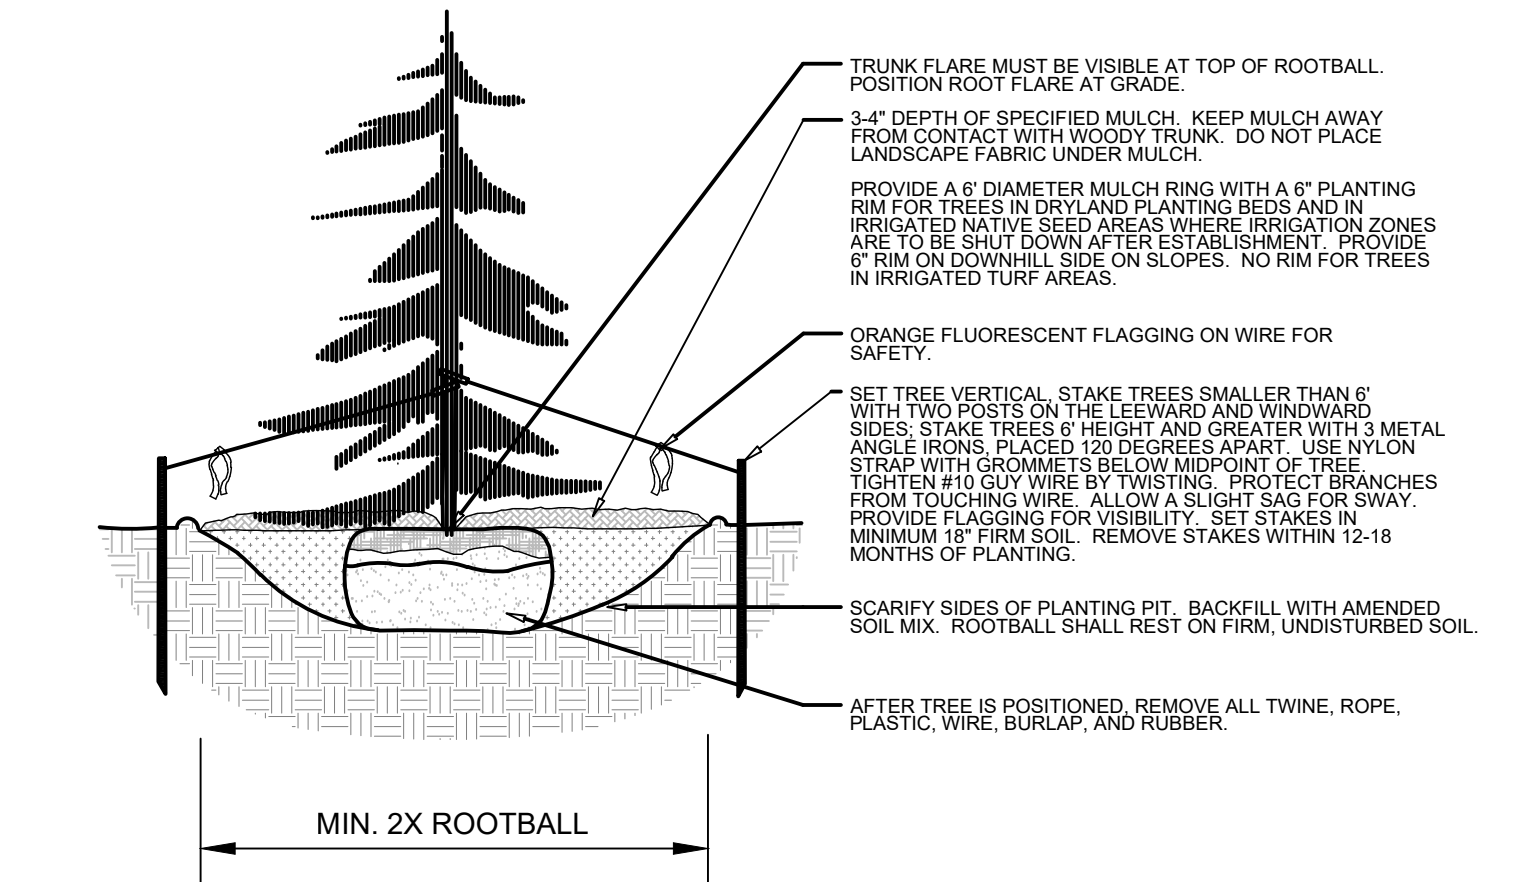 TRUNK FLARE MUST BE VISIBLE AT TOP OF ROOTBALL.
POSITION ROOT FLARE AT GRADE.
3-4" DEPTH OF SPECIFIED MULCH.  KEEP MULCH AWAY
FROM CONTACT WITH WOODY TRUNK.  DO NOT PLACE
LANDSCAPE FABRIC UNDER MULCH.
PROVIDE A 6' DIAMETER MULCH RING WITH A 6" PLANTING
RIM FOR TREES IN DRYLAND PLANTING BEDS AND IN
IRRIGATED NATIVE SEED AREAS WHERE IRRIGATION ZONES
ARE TO BE SHUT DOWN AFTER ESTABLISHMENT.  PROVIDE
6" RIM ON DOWNHILL SIDE ON SLOPES.  NO RIM FOR TREES
IN IRRIGATED TURF AREAS.
ORANGE FLUORESCENT FLAGGING ON WIRE FOR
SAFETY.
SET TREE VERTICAL, STAKE TREES SMALLER THAN 6'
WITH TWO POSTS ON THE LEEWARD AND WINDWARD
SIDES; STAKE TREES 6' HEIGHT AND GREATER WITH 3 METAL
ANGLE IRONS, PLACED 120 DEGREES APART.  USE NYLON
STRAP WITH GROMMETS BELOW MIDPOINT OF TREE.
TIGHTEN #10 GUY WIRE BY TWISTING.  PROTECT BRANCHES
FROM TOUCHING WIRE.  ALLOW A SLIGHT SAG FOR SWAY.
PROVIDE FLAGGING FOR VISIBILITY.  SET STAKES IN
MINIMUM 18" FIRM SOIL.  REMOVE STAKES WITHIN 12-18
MONTHS OF PLANTING.
SCARIFY SIDES OF PLANTING PIT.  BACKFILL WITH AMENDED
SOIL MIX.  ROOTBALL SHALL REST ON FIRM, UNDISTURBED SOIL.
AFTER TREE IS POSITIONED, REMOVE ALL TWINE, ROPE,
PLASTIC, WIRE, BURLAP, AND RUBBER.
MIN. 2X ROOTBALL